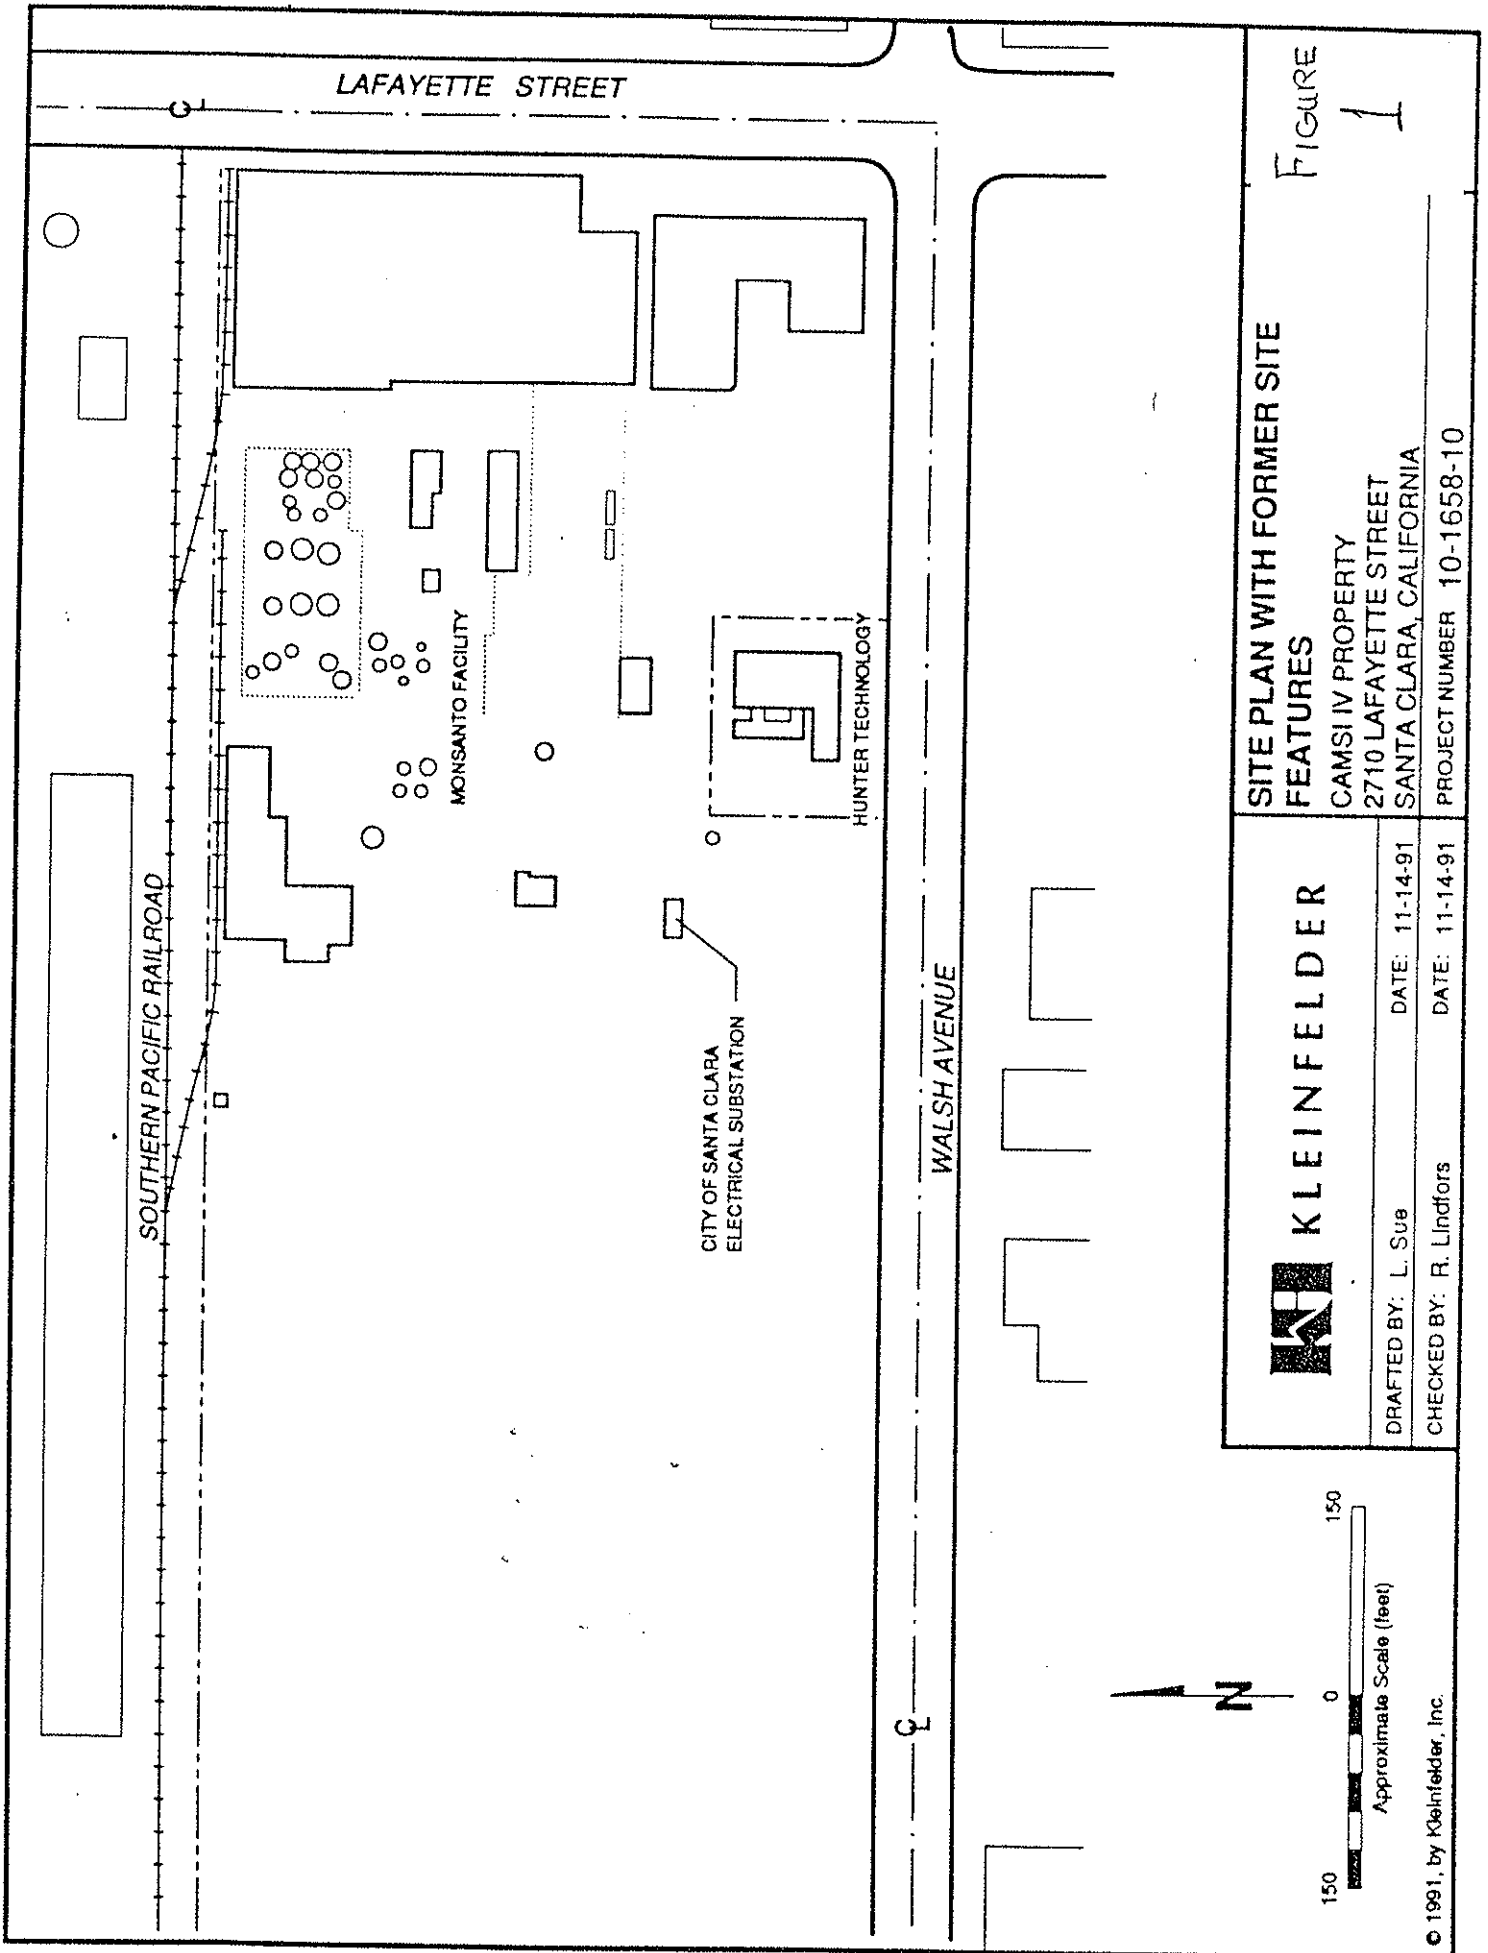 LAFAYETTE STREET
C
L
SOUTHERN PACIFIC RAILROAD
MONSANTO FACILITY
HUNTER TECHNOLOGY
CITY OF SANTA CLARA
ELECTRICAL SUBSTATION
WALSH AVENUE
C
L
N
150 0 150
Approximate Scale (feet)
© 1991, by Kleinfelder, Inc.
KLEINFELDER
DRAFTED BY: L. Sue DATE: 11-14-91
CHECKED BY: R. Lindfors DATE: 11-14-91
SITE PLAN WITH FORMER SITE
FEATURES
CAMSI IV PROPERTY
2710 LAFAYETTE STREET
SANTA CLARA, CALIFORNIA
PROJECT NUMBER 10-1658-10
FIGURE
1